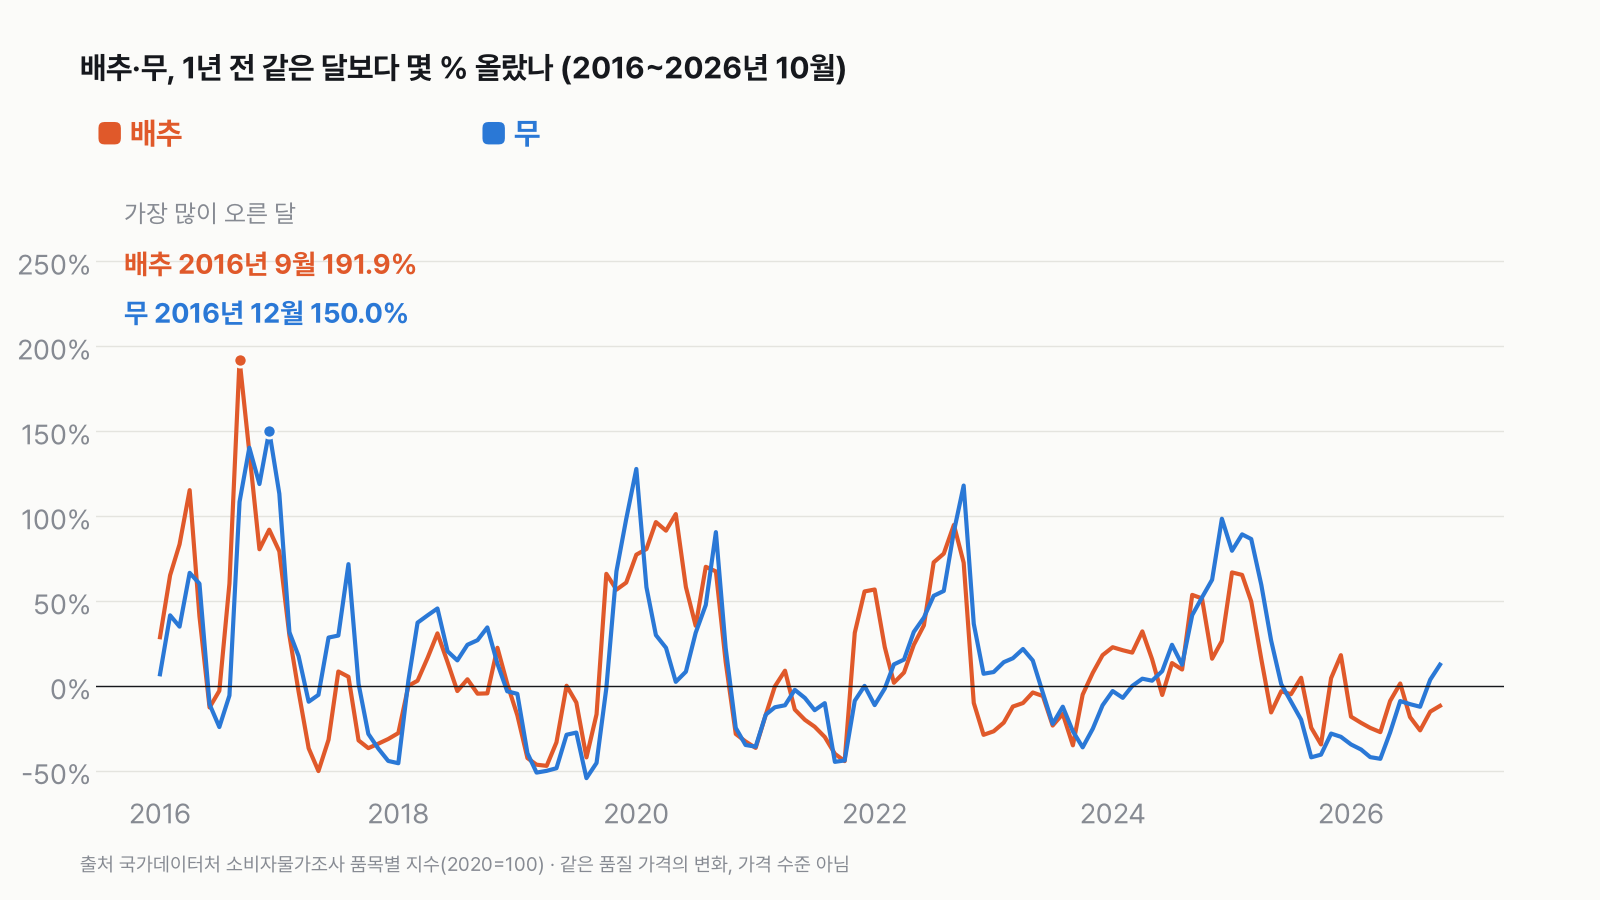 배추·무, 1년 전 같은 달보다 몇 % 올랐나 (2016~2026년 10월)
배추
무
가장 많이 오른 달
배추 2016년 9월 191.9%
무 2016년 12월 150.0%
250%
200%
150%
100%
50%
0%
-50%
2016 2018 2020 2022 2024 2026
출처 국가데이터처 소비자물가조사 품목별 지수(2020=100) · 같은 품질 가격의 변화, 가격 수준 아님